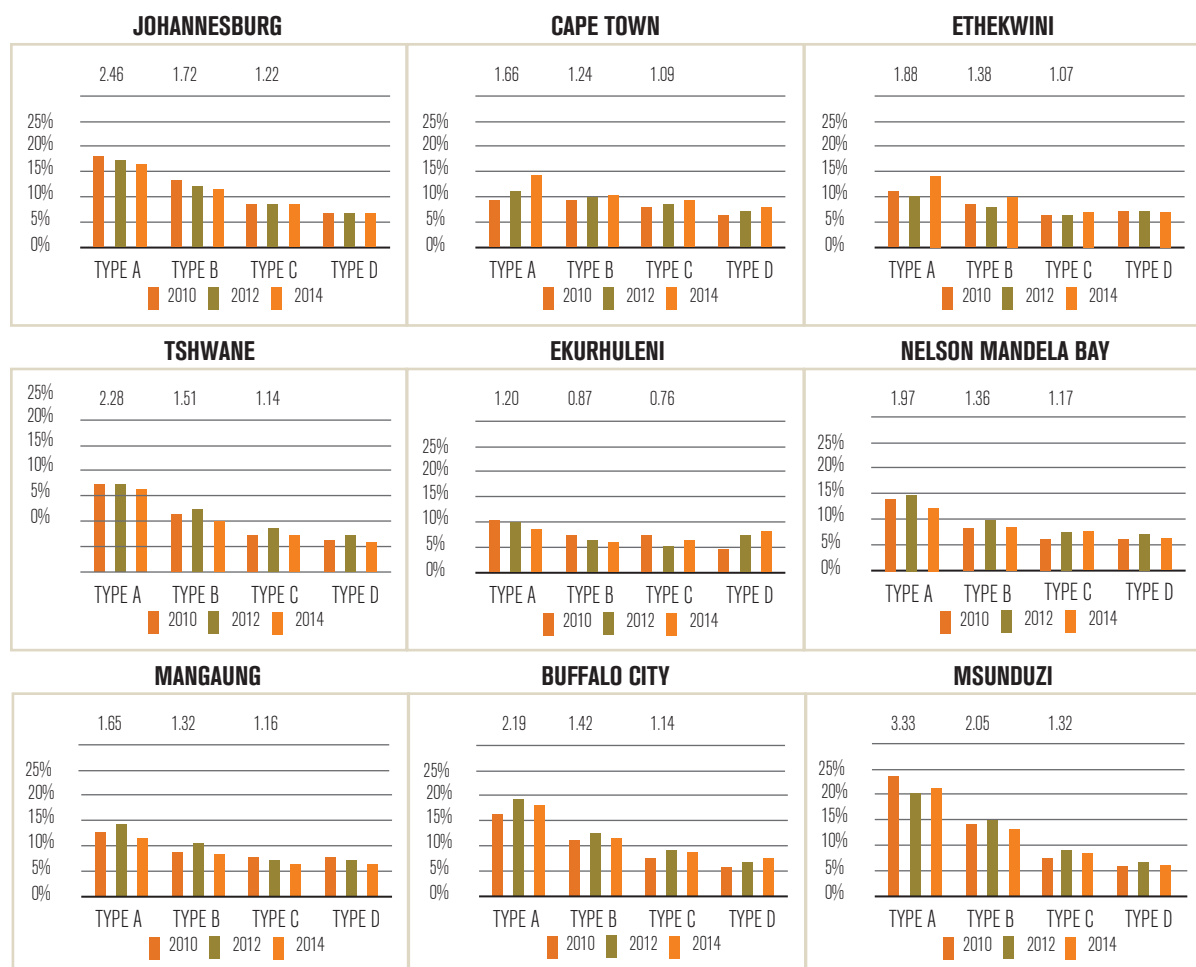 JOHANNESBURG
2.46 1.72 1.22
25%
20%
15%
10%
5%
0%
TYPE A TYPE B TYPE C TYPE D
2010 2012 2014
CAPE TOWN
1.66 1.24 1.09
25%
20%
15%
10%
5%
0%
TYPE A TYPE B TYPE C TYPE D
2010 2012 2014
ETHEKWINI
1.88 1.38 1.07
25%
20%
15%
10%
5%
0%
TYPE A TYPE B TYPE C TYPE D
2010 2012 2014
TSHWANE
2.28 1.51 1.14
25%
20%
15%
10%
5%
0%
TYPE A TYPE B TYPE C TYPE D
2010 2012 2014
EKURHULENI
1.20 0.87 0.76
25%
20%
15%
10%
5%
0%
TYPE A TYPE B TYPE C TYPE D
2010 2012 2014
NELSON MANDELA BAY
1.97 1.36 1.17
25%
20%
15%
10%
5%
0%
TYPE A TYPE B TYPE C TYPE D
2010 2012 2014
MANGAUNG
1.65 1.32 1.16
25%
20%
15%
10%
5%
0%
TYPE A TYPE B TYPE C TYPE D
2010 2012 2014
BUFFALO CITY
2.19 1.42 1.14
25%
20%
15%
10%
5%
0%
TYPE A TYPE B TYPE C TYPE D
2010 2012 2014
MSUNDUZI
3.33 2.05 1.32
25%
20%
15%
10%
5%
0%
TYPE A TYPE B TYPE C TYPE D
2010 2012 2014